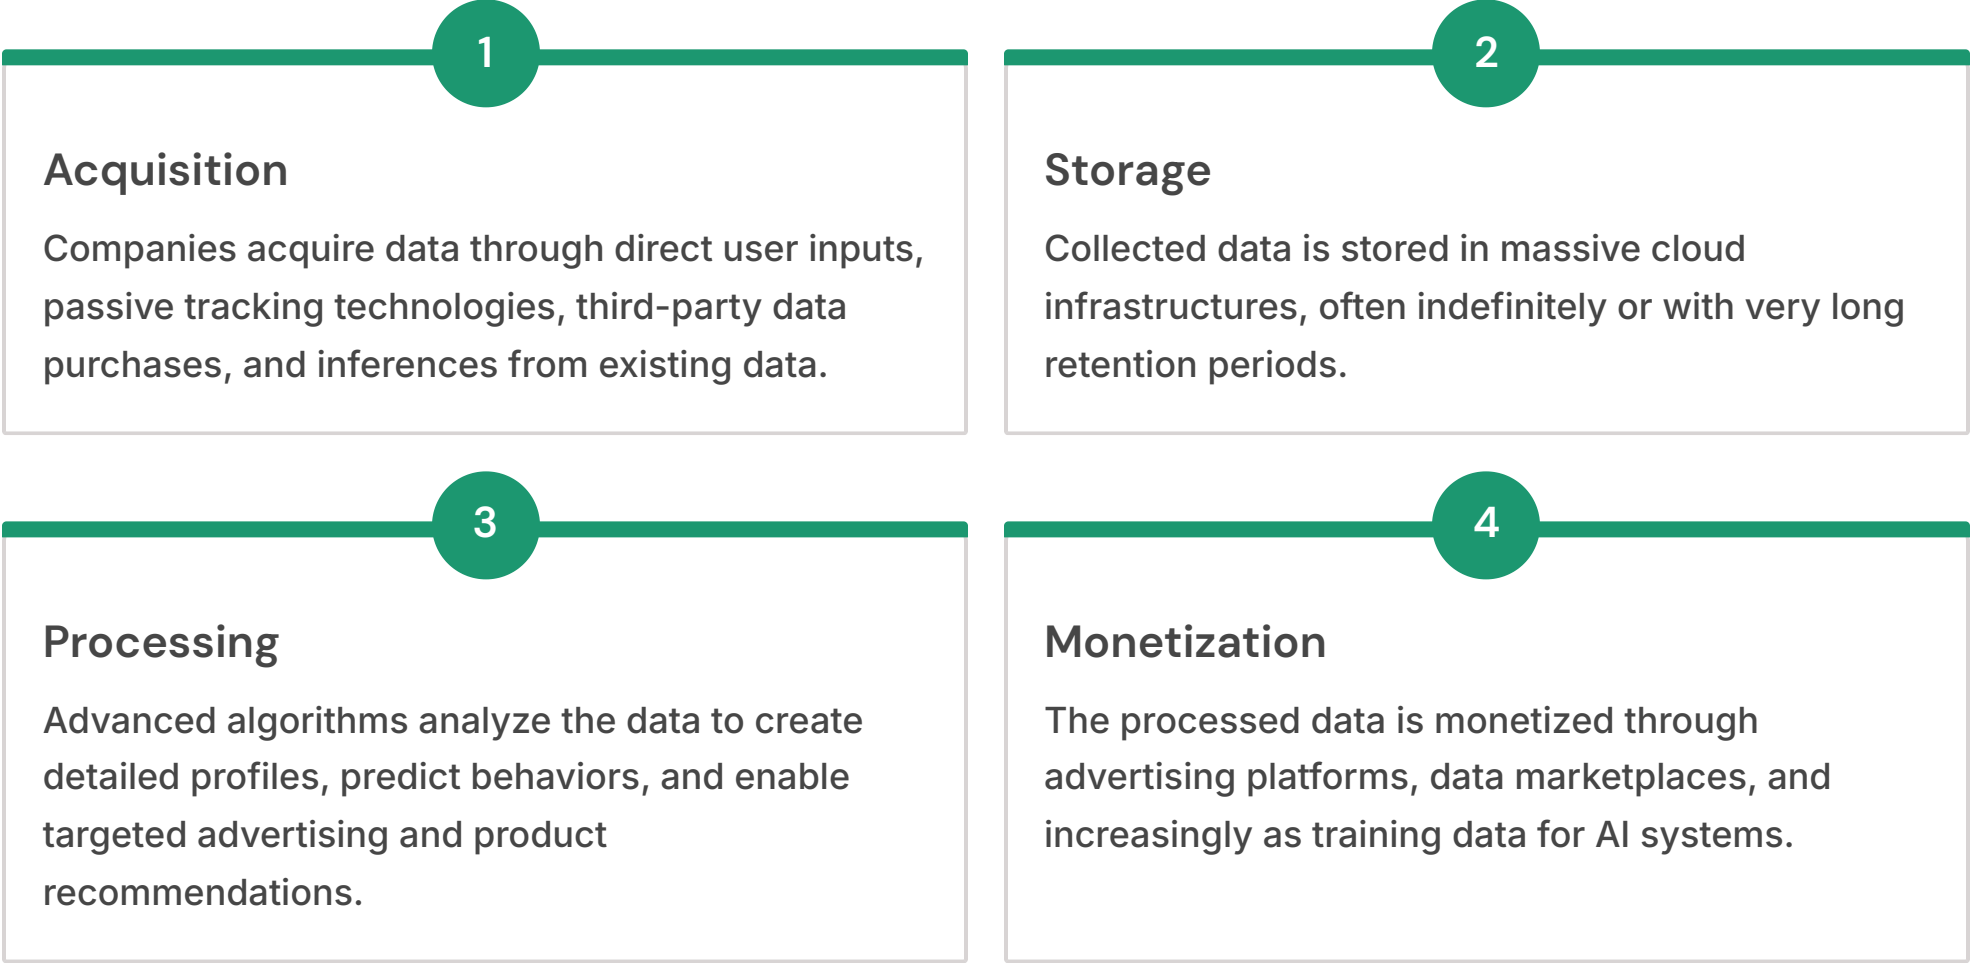 1
Acquisition
Companies acquire data through direct user inputs,
passive tracking technologies, third-party data
purchases, and inferences from existing data.
2
Storage
Collected data is stored in massive cloud
infrastructures, often indefinitely or with very long
retention periods.
3
Processing
Advanced algorithms analyze the data to create
detailed profiles, predict behaviors, and enable
targeted advertising and product
recommendations.
4
Monetization
The processed data is monetized through
advertising platforms, data marketplaces, and
increasingly as training data for AI systems.